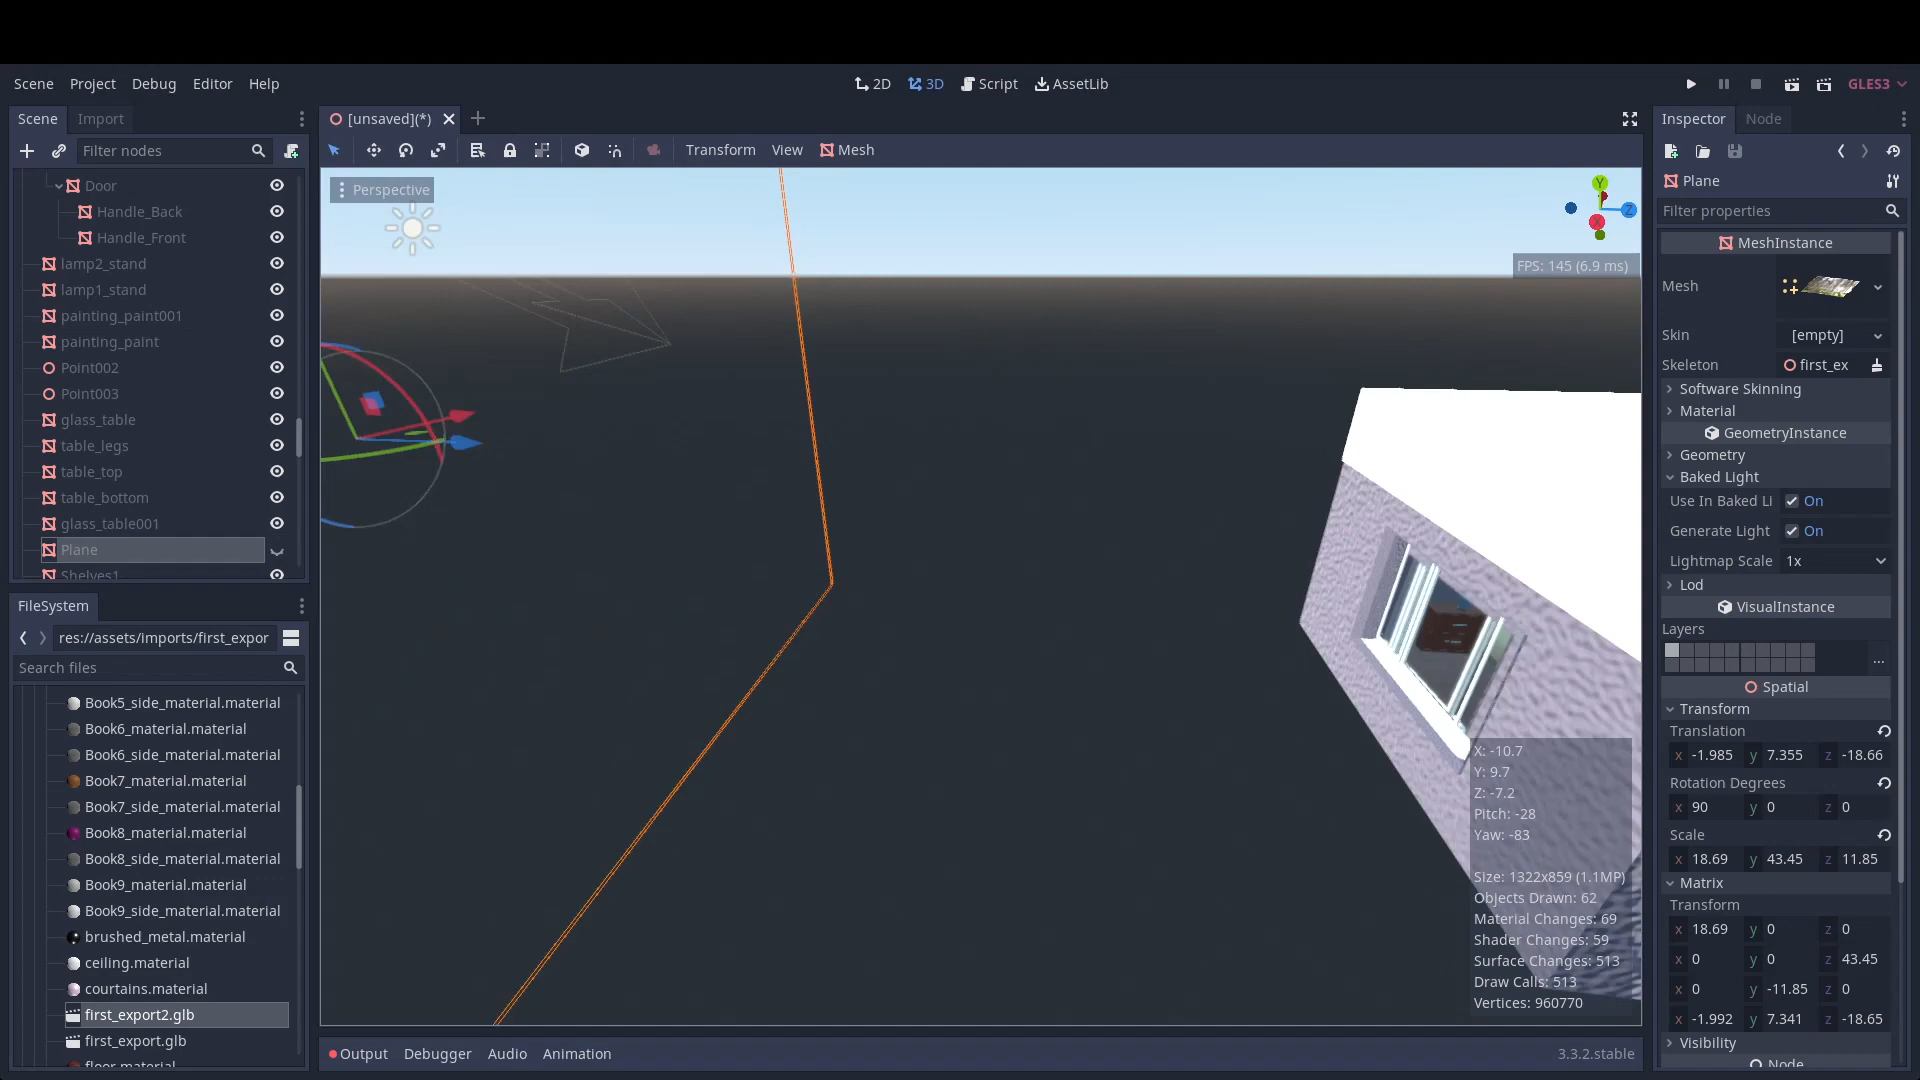 Scene Project Debug Editor Help
2D 3D Script AssetLib
GLES3
Scene Import
Filter nodes
Door
Handle_Back
Handle_Front
lamp2_stand
lamp1_stand
painting_paint001
painting_paint
Point002
Point003
glass_table
table_legs
table_top
table_bottom
glass_table001
Plane
Shelves1
FileSystem
res://assets/imports/first_expor
Search files
Book5_side_material.material
Book6_material.material
Book6_side_material.material
Book7_material.material
Book7_side_material.material
Book8_material.material
Book8_side_material.material
Book9_material.material
Book9_side_material.material
brushed_metal.material
ceiling.material
courtains.material
first_export2.glb
first_export.glb
floor.material
[unsaved](*)
Transform View Mesh
Perspective
Y
Z
X
FPS: 145 (6.9 ms)
X: -10.7
Y: 9.7
Z: -7.2
Pitch: -28
Yaw: -83
Size: 1322x859 (1.1MP)
Objects Drawn: 62
Material Changes: 69
Shader Changes: 59
Surface Changes: 513
Draw Calls: 513
Vertices: 960770
Output Debugger Audio Animation
3.3.2.stable
Inspector Node
Plane
Filter properties
MeshInstance
Mesh
Skin [empty]
Skeleton first_ex
Software Skinning
Material
GeometryInstance
Geometry
Baked Light
Use In Baked Li On
Generate Light On
Lightmap Scale 1x
Lod
VisualInstance
Layers
...
Spatial
Transform
Translation
x -1.985 y 7.355 z -18.66
Rotation Degrees
x 90 y 0 z 0
Scale
x 18.69 y 43.45 z 11.85
Matrix
Transform
x 18.69 y 0 z 0
x 0 y 0 z 43.45
x 0 y -11.85 z 0
x -1.992 y 7.341 z -18.65
Visibility
Node